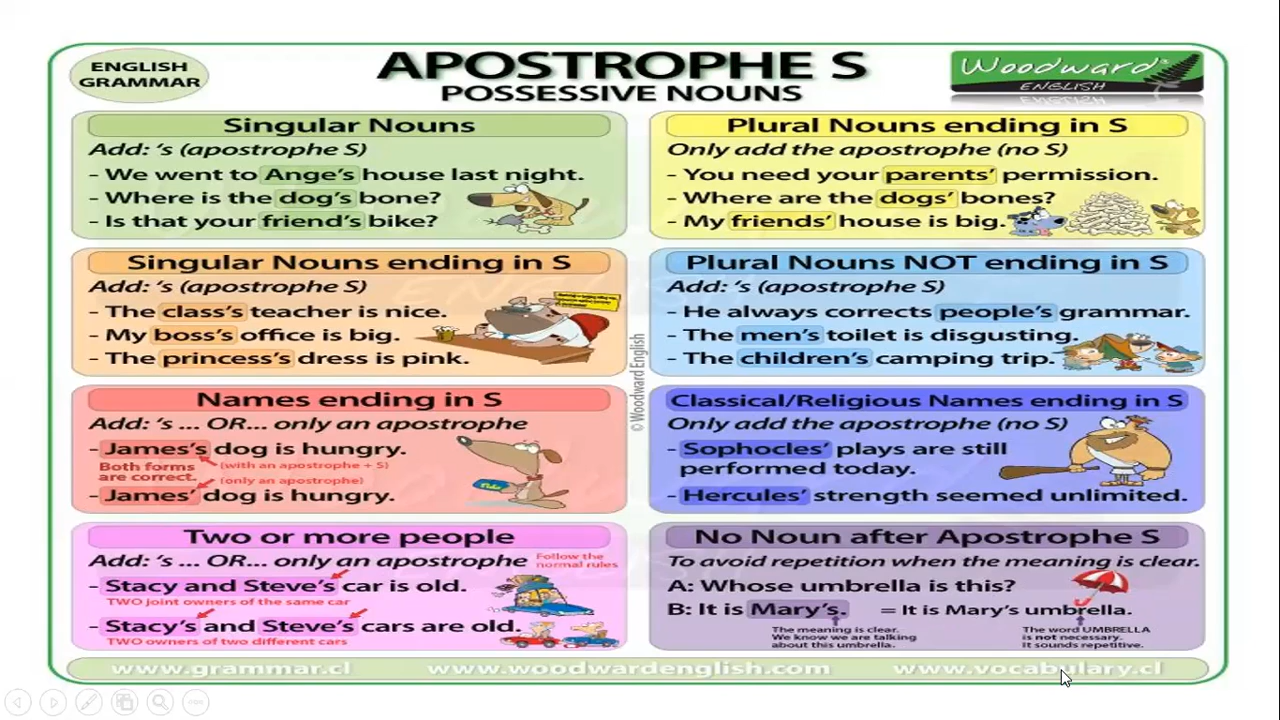 ENGLISH
GRAMMAR
APOSTROPHE S
POSSESSIVE NOUNS
Woodward®
ENGLISH
Singular Nouns
Add: 's (apostrophe S)
- We went to Ange's house last night.
- Where is the dog's bone?
- Is that your friend's bike?
Plural Nouns ending in S
Only add the apostrophe (no S)
- You need your parents' permission.
- Where are the dogs' bones?
- My friends' house is big.
Singular Nouns ending in S
Add: 's (apostrophe S)
- The class's teacher is nice.
- My boss's office is big.
- The princess's dress is pink.
Plural Nouns NOT ending in S
Add: 's (apostrophe S)
- He always corrects people's grammar.
- The men's toilet is disgusting.
- The children's camping trip.
© Woodward English
Names ending in S
Add: 's ... OR... only an apostrophe
- James's dog is hungry.
Both forms
are correct.
(with an apostrophe + S)
(only an apostrophe)
- James' dog is hungry.
Classical/Religious Names ending in S
Only add the apostrophe (no S)
- Sophocles' plays are still
performed today.
- Hercules' strength seemed unlimited.
Two or more people
Add: 's ... OR... only an apostrophe
Follow the
normal rules
- Stacy and Steve's car is old.
TWO joint owners of the same car
- Stacy's and Steve's cars are old.
TWO owners of two different cars
No Noun after Apostrophe S
To avoid repetition when the meaning is clear.
A: Whose umbrella is this?
B: It is Mary's. = It is Mary's umbrella.
The meaning is clear.
We know we are talking
about this umbrella.
The word UMBRELLA
is not necessary.
It sounds repetitive.
www.grammar.cl www.woodwardenglish.com www.vocabulary.cl